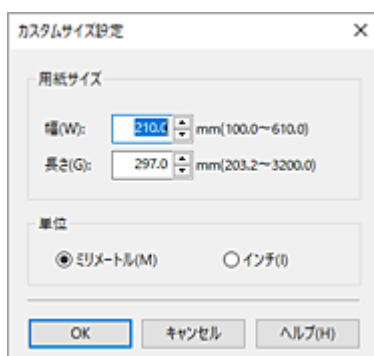 カスタムサイズ設定
用紙サイズ
幅(W): 210.0 mm(100.0～610.0)
長さ(G): 297.0 mm(203.2～3200.0)
単位
ミリメートル(M) インチ(I)
OK キャンセル ヘルプ(H)